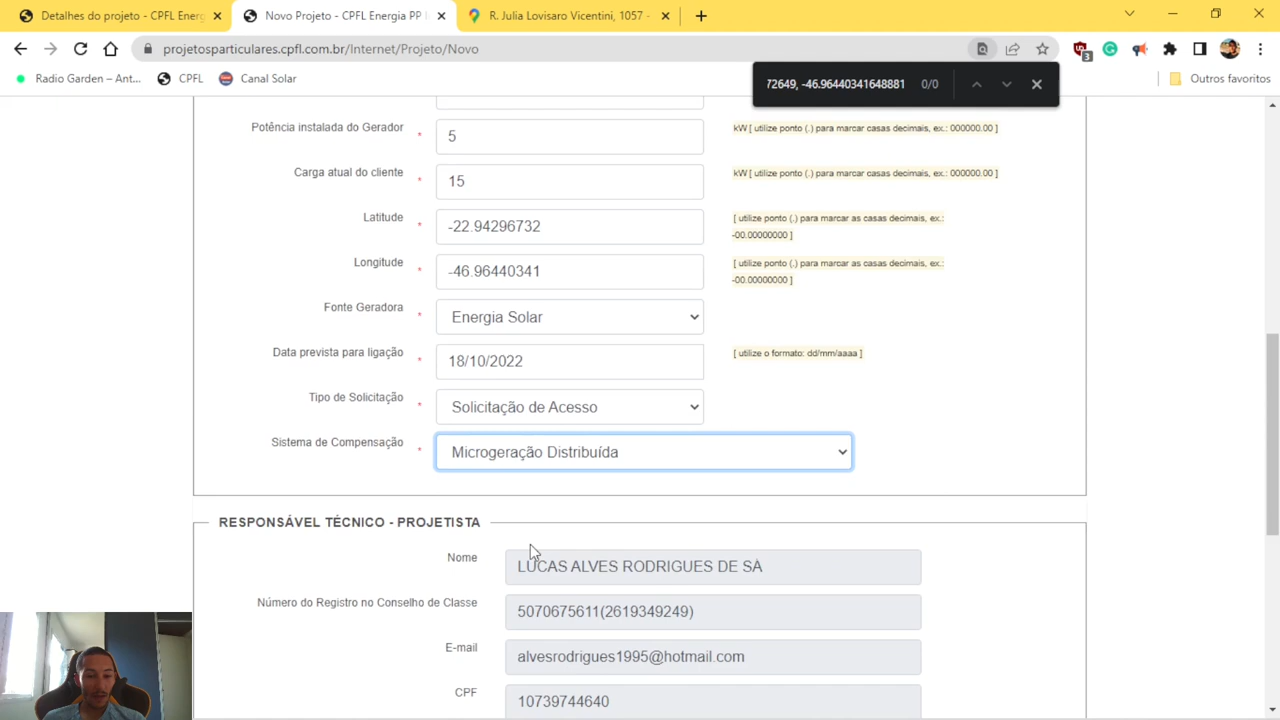 Detalhes do projeto - CPFL Energ
Novo Projeto - CPFL Energia PP I
R. Julia Lovisaro Vicentini, 1057 -
projetosparticulares.cpfl.com.br/Internet/Projeto/Novo
3
Radio Garden – Ant...
CPFL
Canal Solar
Outros favoritos
72649, -46.96440341648881
0/0
Potência instalada do Gerador * 5 kW [ utilize ponto (.) para marcar casas decimais, ex.: 000000.00 ]
Carga atual do cliente * 15 kW [ utilize ponto (.) para marcar casas decimais, ex.: 000000.00 ]
Latitude * -22.94296732 [ utilize ponto (.) para marcar as casas decimais, ex.:
-00.00000000 ]
Longitude * -46.96440341 [ utilize ponto (.) para marcar as casas decimais, ex.:
-00.00000000 ]
Fonte Geradora * Energia Solar
Data prevista para ligação * 18/10/2022 [ utilize o formato: dd/mm/aaaa ]
Tipo de Solicitação * Solicitação de Acesso
Sistema de Compensação * Microgeração Distribuída
RESPONSÁVEL TÉCNICO - PROJETISTA
Nome LUCAS ALVES RODRIGUES DE SÁ
Número do Registro no Conselho de Classe 5070675611(2619349249)
E-mail alvesrodrigues1995@hotmail.com
CPF 10739744640